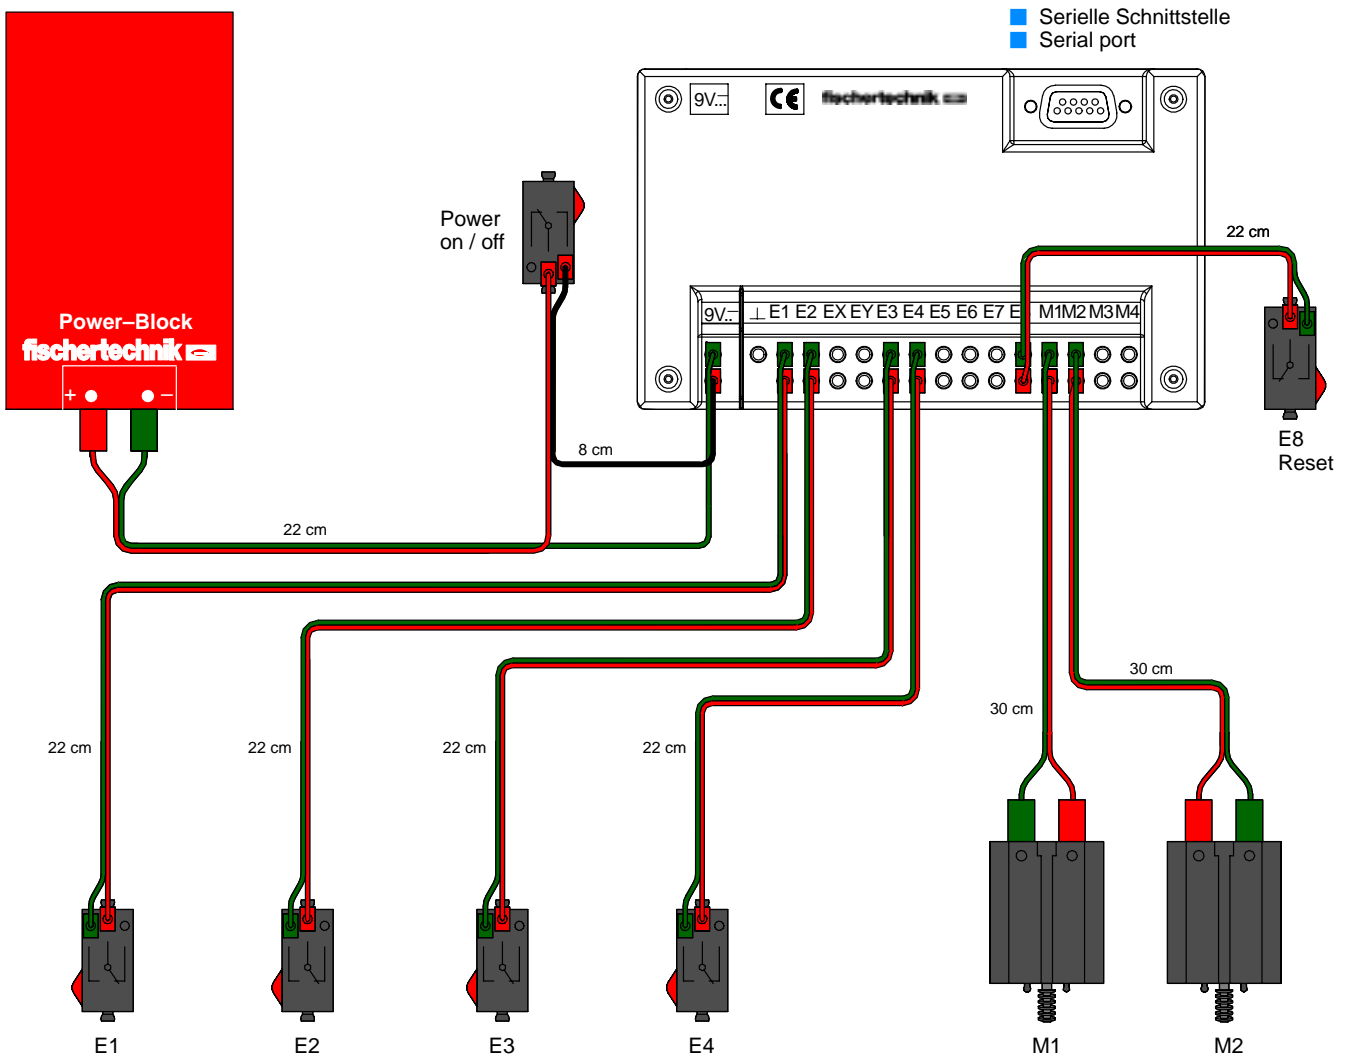 Serielle Schnittstelle
Serial port
9V
CE
fischertechnik
Power
on / off
22 cm
9V ⊥ E1 E2 EX EY E3 E4 E5 E6 E7 E8 M1 M2 M3 M4
Power–Block
fischertechnik
+ –
E8
Reset
8 cm
22 cm
30 cm
30 cm
22 cm 22 cm 22 cm 22 cm
E1 E2 E3 E4 M1 M2